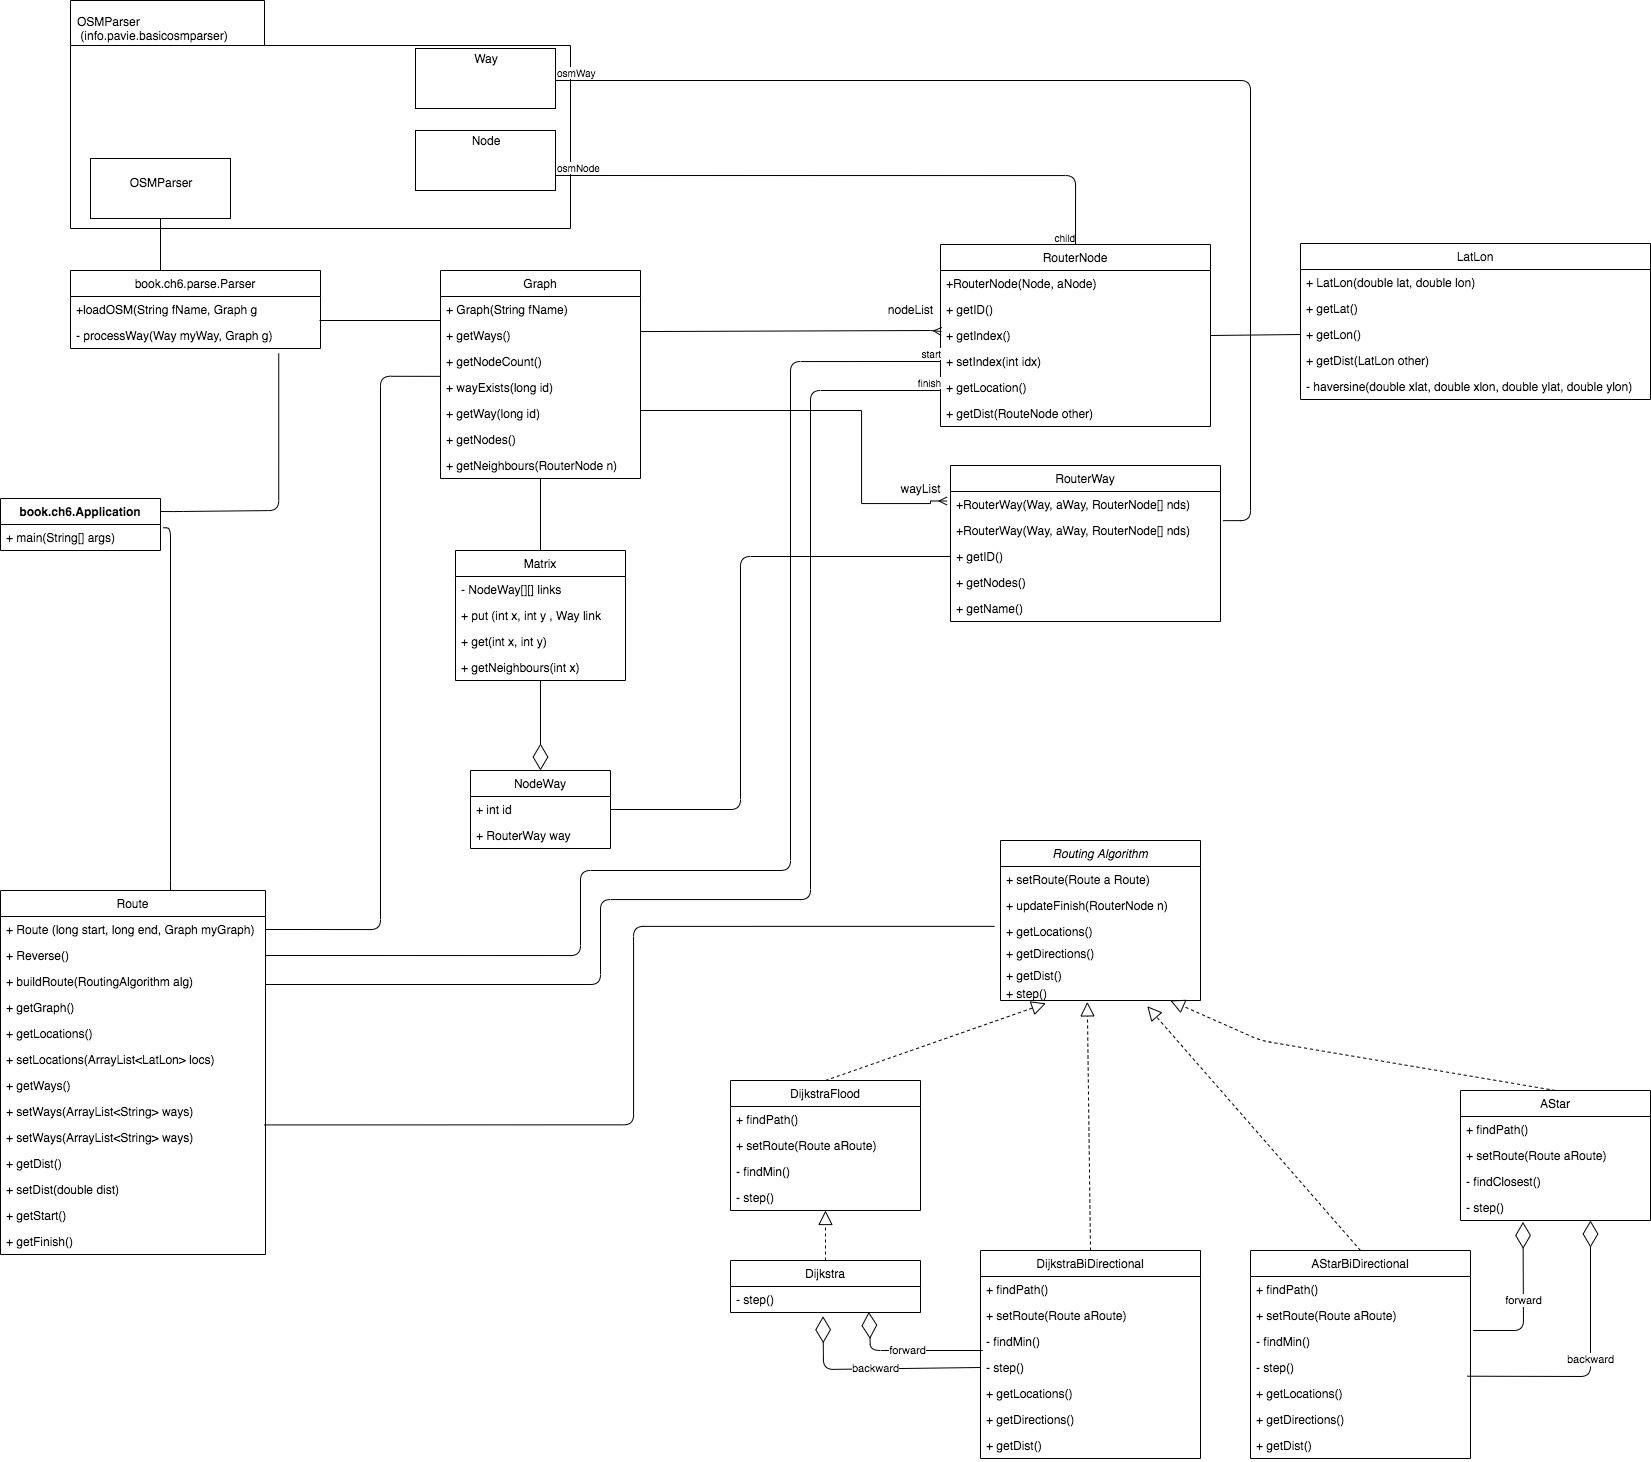 OSMParser
(info.pavie.basicosmparser)
Way
osmWay
Node
osmNode
OSMParser
child
book.ch6.parse.Parser
+loadOSM(String fName, Graph g
- processWay(Way myWay, Graph g)
Graph
+ Graph(String fName)
+ getWays()
+ getNodeCount()
+ wayExists(long id)
+ getWay(long id)
+ getNodes()
+ getNeighbours(RouterNode n)
nodeList
start
finish
RouterNode
+RouterNode(Node, aNode)
+ getID()
+ getIndex()
+ setIndex(int idx)
+ getLocation()
+ getDist(RouteNode other)
LatLon
+ LatLon(double lat, double lon)
+ getLat()
+ getLon()
+ getDist(LatLon other)
- haversine(double xlat, double xlon, double ylat, double ylon)
wayList
RouterWay
+RouterWay(Way, aWay, RouterNode[] nds)
+RouterWay(Way, aWay, RouterNode[] nds)
+ getID()
+ getNodes()
+ getName()
book.ch6.Application
+ main(String[] args)
Matrix
- NodeWay[][] links
+ put (int x, int y , Way link
+ get(int x, int y)
+ getNeighbours(int x)
NodeWay
+ int id
+ RouterWay way
Route
+ Route (long start, long end, Graph myGraph)
+ Reverse()
+ buildRoute(RoutingAlgorithm alg)
+ getGraph()
+ getLocations()
+ setLocations(ArrayList<LatLon> locs)
+ getWays()
+ setWays(ArrayList<String> ways)
+ setWays(ArrayList<String> ways)
+ getDist()
+ setDist(double dist)
+ getStart()
+ getFinish()
Routing Algorithm
+ setRoute(Route a Route)
+ updateFinish(RouterNode n)
+ getLocations()
+ getDirections()
+ getDist()
+ step()
DijkstraFlood
+ findPath()
+ setRoute(Route aRoute)
- findMin()
- step()
AStar
+ findPath()
+ setRoute(Route aRoute)
- findClosest()
- step()
Dijkstra
- step()
forward
backward
DijkstraBiDirectional
+ findPath()
+ setRoute(Route aRoute)
- findMin()
- step()
+ getLocations()
+ getDirections()
+ getDist()
AStarBiDirectional
+ findPath()
+ setRoute(Route aRoute)
- findMin()
- step()
+ getLocations()
+ getDirections()
+ getDist()
forward
backward